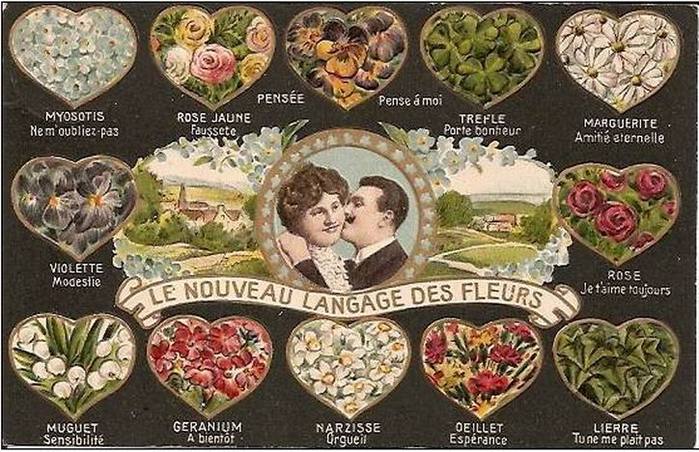 MYOSOTIS
Ne m'oubliez-pas
ROSE JAUNE
Faussete
PENSÉE
Pense à moi
TREFLE
Porte bonheur
MARGUERITE
Amitié eternelle
VIOLETTE
Modestie
ROSE
Je t'aime toujours
LE NOUVEAU LANGAGE DES FLEURS
MUGUET
Sensibilité
GERANIUM
A bientôt
NARZISSE
Orgueil
OEILLET
Espérance
LIERRE
Tu ne me plait pas